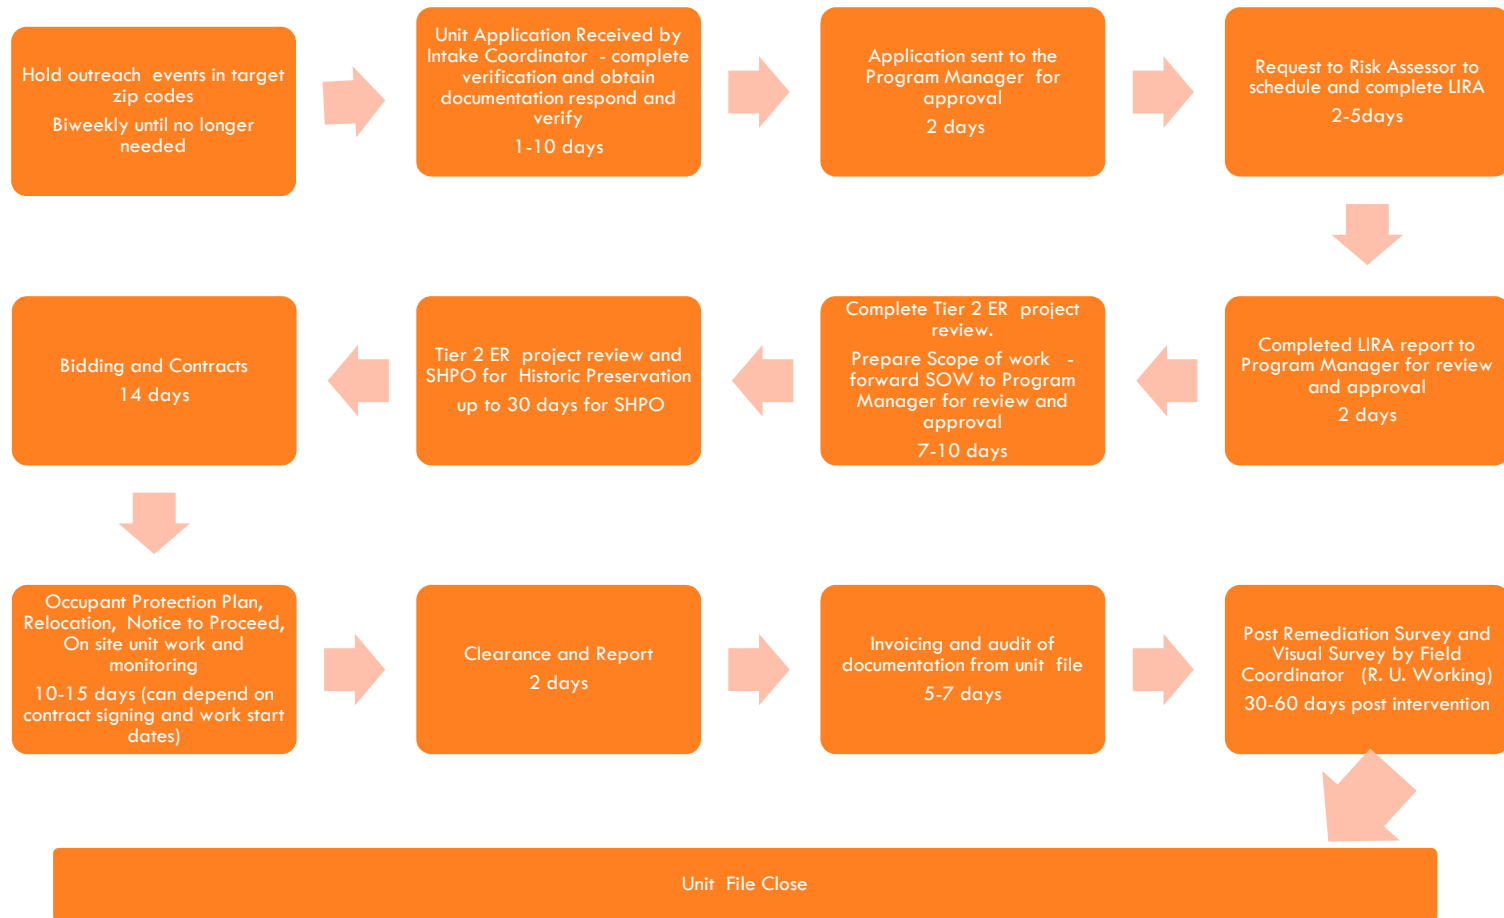 Hold outreach events in target
zip codes
Biweekly until no longer
needed
Unit Application Received by
Intake Coordinator - complete
verification and obtain
documentation respond and
verify
1-10 days
Application sent to the
Program Manager for
approval
2 days
Request to Risk Assessor to
schedule and complete LIRA
2-5days
Completed LIRA report to
Program Manager for review
and approval
2 days
Complete Tier 2 ER project
review.
Prepare Scope of work -
forward SOW to Program
Manager for review and
approval
7-10 days
Tier 2 ER project review and
SHPO for Historic Preservation
up to 30 days for SHPO
Bidding and Contracts
14 days
Occupant Protection Plan,
Relocation, Notice to Proceed,
On site unit work and
monitoring
10-15 days (can depend on
contract signing and work start
dates)
Clearance and Report
2 days
Invoicing and audit of
documentation from unit file
5-7 days
Post Remediation Survey and
Visual Survey by Field
Coordinator (R. U. Working)
30-60 days post intervention
Unit File Close